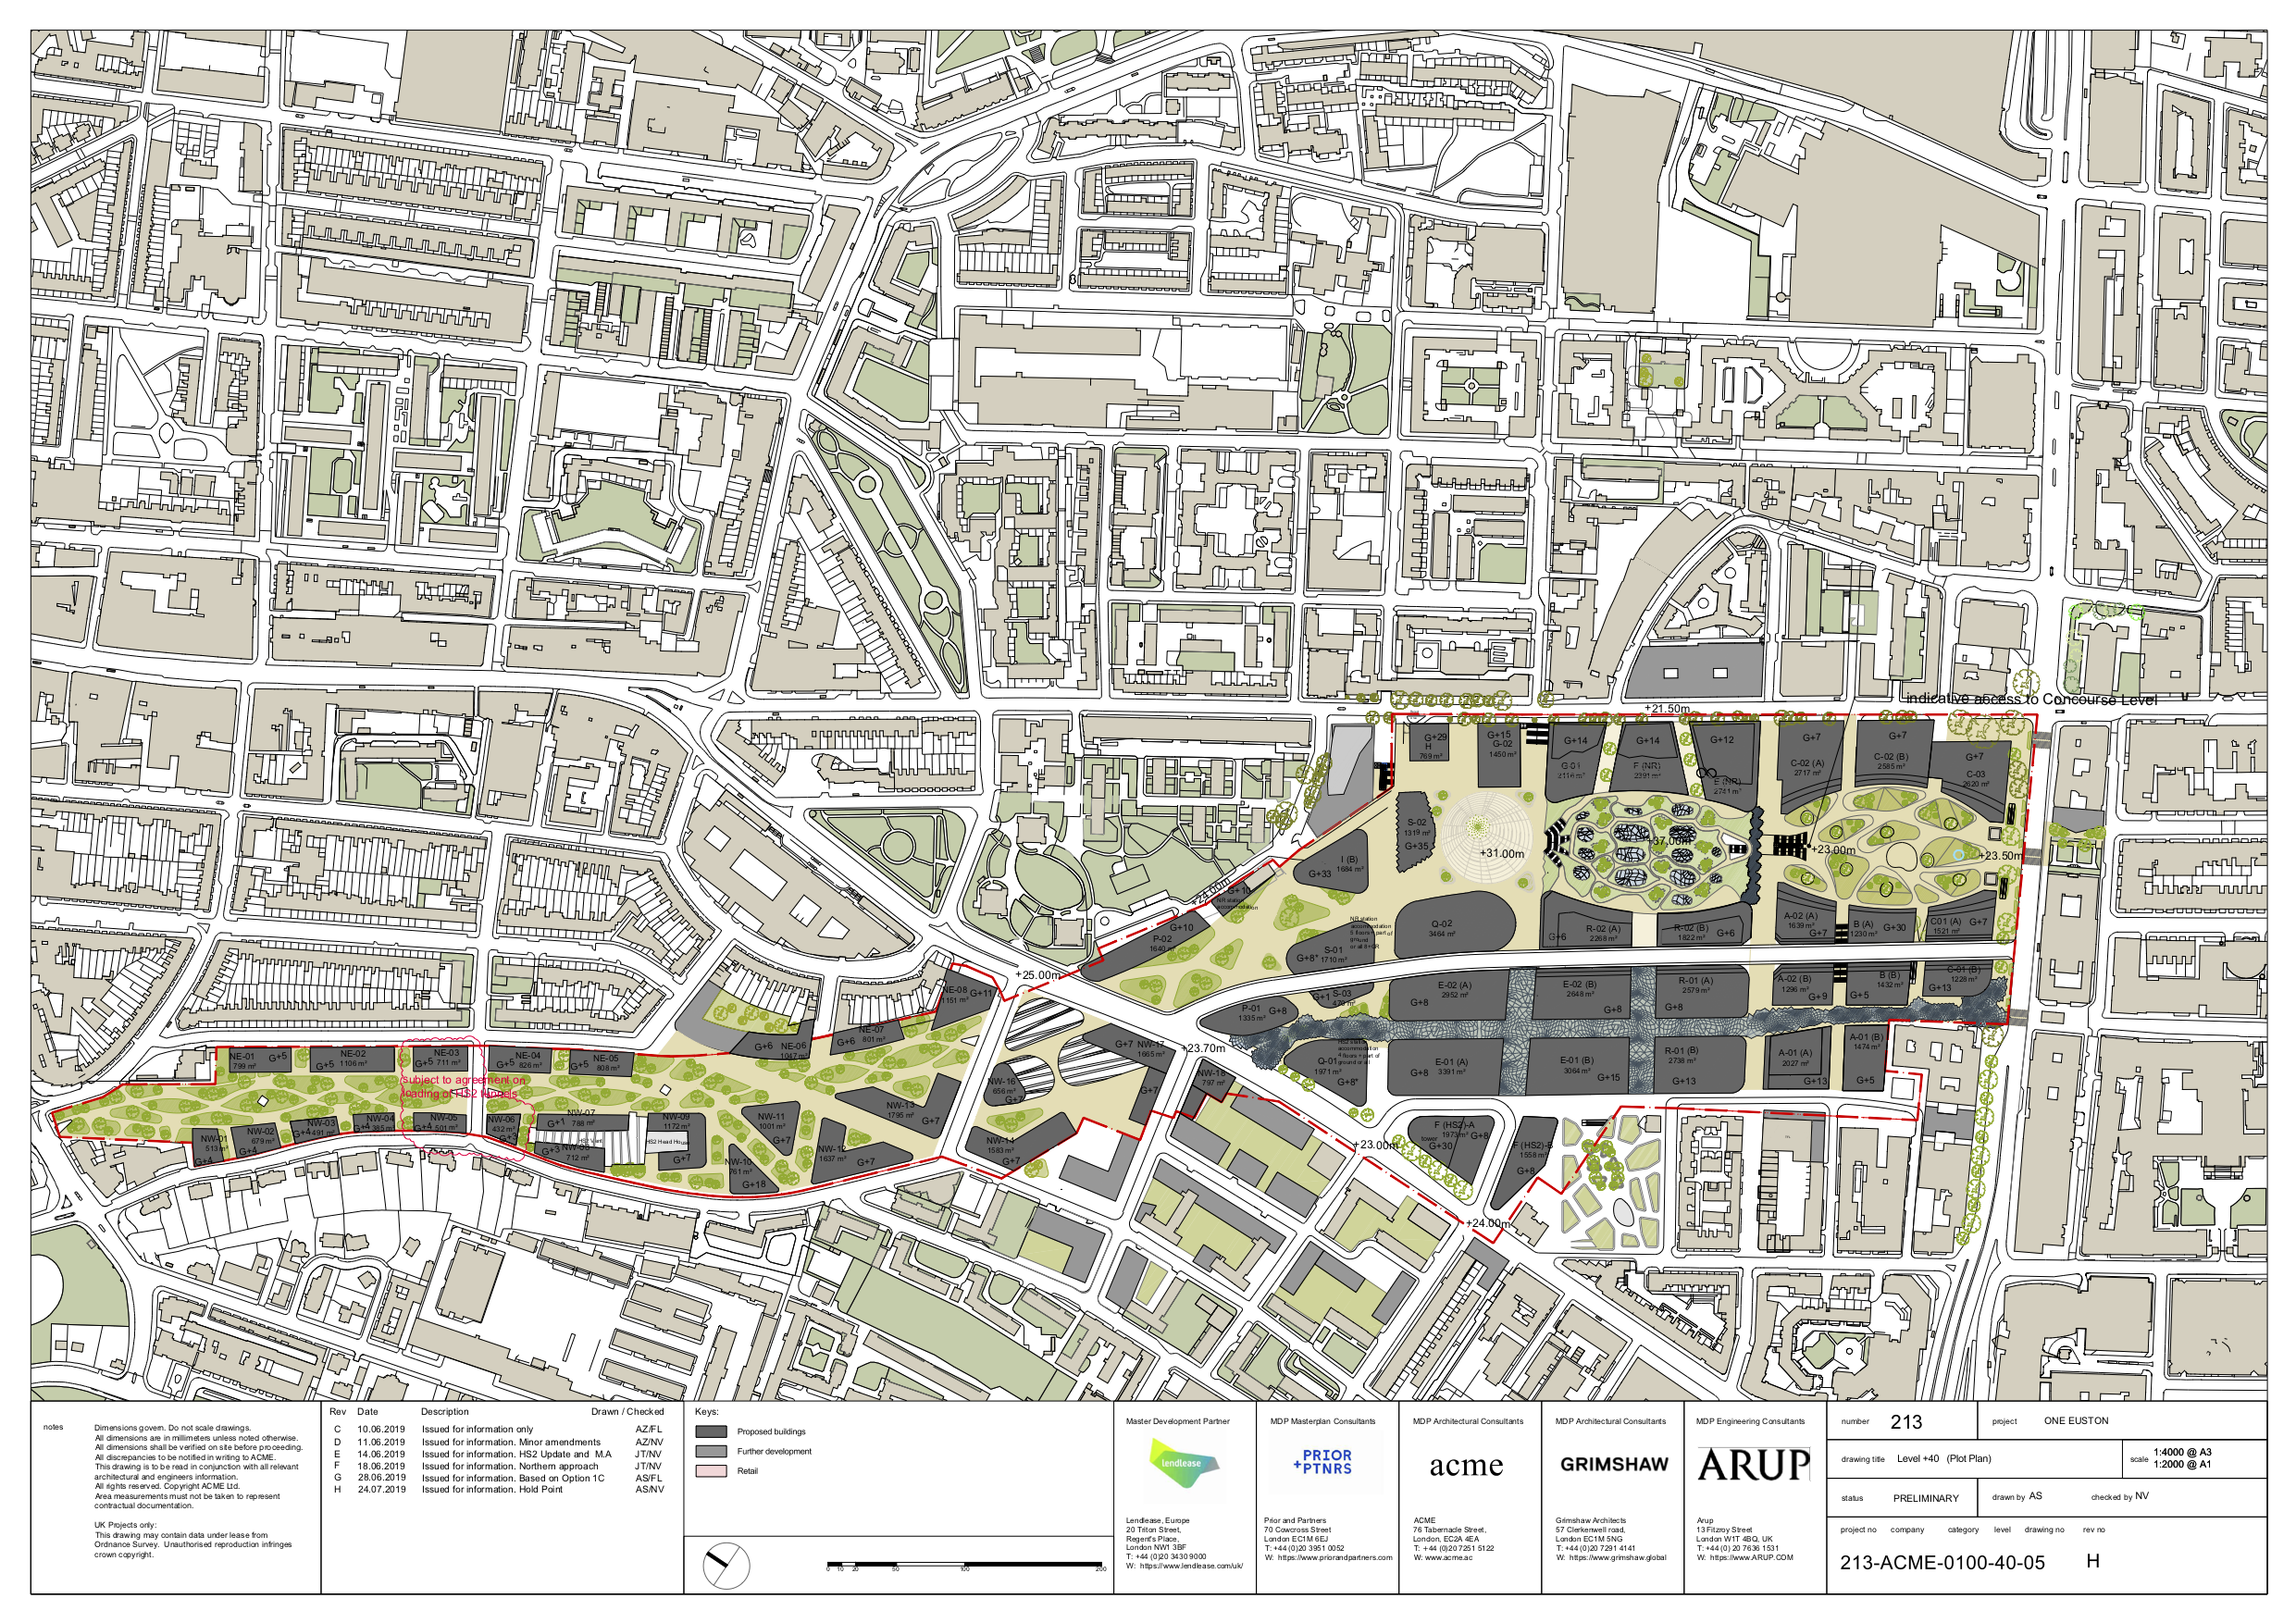 indicative access to Concourse Level
+21.50m
G+29
H
769 m²
G+15
G-02
1450 m²
G+14
G-01
2116 m²
G+14
F (NR)
2391 m²
G+12
E (NR)
G+7
C-02 (A)
2717 m²
G+7
C-02 (B)
2585 m²
G+7
C-03
2620 m²
S-02
1319 m²
G+35
+31.00m
+37.00m
+23.00m
+23.50m
I (B)
G+33 1684 m²
G+10
NR station
accommodation
G+10
P-02
1640 m²
NR station
accommodation
5 floors + part of
ground
S-01
G+8* 1710 m²
Q-02
3464 m²
G+6
R-02 (A)
2268 m²
R-02 (B)
1822 m²
G+6
A-02 (A)
1639 m²
G+7
B (A)
1230 m²
G+30
C01 (A)
1521 m²
G+7
+25.00m
NE-08
1151 m²
G+11
G+1
S-03
P-01
1335 m²
G+8
E-02 (A)
2952 m²
G+8
E-02 (B)
2648 m²
G+8
R-01 (A)
2579 m²
G+8
A-02 (B)
1296 m²
G+9
B (B)
1432 m²
G+5
C-01 (B)
1228 m²
G+13
NE-07
G+6 801 m²
G+6 NE-06
1047 m²
G+7 NW-17
1665 m²
+23.70m
NE-01
799 m²
G+5
NE-02
G+5 1106 m²
NE-03
G+5 711 m²
NE-04
G+5 826 m²
NE-05
G+5 808 m²
Subject to agreement on
loading of HS2 tunnels
HS2 station
accommodation
4 floors + part of
Q-01
1971 m²
G+8*
E-01 (A)
G+8 3391 m²
E-01 (B)
3064 m²
G+15
R-01 (B)
2738 m²
G+13
A-01 (A)
2027 m²
G+13
A-01 (B)
1474 m²
G+5
NW-16
656 m²
G+7
NW-18
797 m²
G+7
NW-01
513 m²
G+4
NW-02
679 m²
G+4
NW-03
G+4 491 m²
NW-04
G+4 385 m²
NW-05
G+4 501 m²
NW-06
432 m²
G+3
NW-07
G+1 788 m²
G+3 NW-08
712 m²
HS2 Vent
NW-09
1172 m²
HS2 Head House
G+7
NW-10
761 m²
G+18
NW-11
1001 m²
G+7
NW-12
1637 m²
G+7
NW-13
1795 m²
G+7
NW-14
1583 m²
G+7
+23.00m
F (HS2)-A
1973 m² G+8
tower
G+30
F (HS2)-B
1558 m²
G+8
+24.00m
notes
Dimensions govern. Do not scale drawings.
All dimensions are in millimeters unless noted otherwise.
All dimensions shall be verified on site before proceeding.
All discrepancies to be notified in writing to ACME.
This drawing is to be read in conjunction with all relevant
architectural and engineers information.
All rights reserved. Copyright ACME Ltd.
Area measurements must not be taken to represent
contractual documentation.
UK Projects only:
This drawing may contain data under lease from
Ordnance Survey. Unauthorised reproduction infringes
crown copyright.
Rev Date Description Drawn / Checked
C 10.06.2019 Issued for information only AZ/FL
D 11.06.2019 Issued for information. Minor amendments AZ/NV
E 14.06.2019 Issued for information. HS2 Update and M.A JT/NV
F 18.06.2019 Issued for information. Northern approach JT/NV
G 28.06.2019 Issued for information. Based on Option 1C AS/FL
H 24.07.2019 Issued for information. Hold Point AS/NV
Keys:
Proposed buildings
Further development
Retail
0 10 20 50 100 200
Master Development Partner
lendlease
Lendlease, Europe
20 Triton Street,
Regent's Place,
London NW1 3BF
T: +44 (0)20 3430 9000
W: https://www.lendlease.com/uk/
MDP Masterplan Consultants
PRIOR
+PTNRS
Prior and Partners
70 Cowcross Street
London EC1M 6EJ
T: +44 (0)20 3951 0052
W: https://www.priorandpartners.com
MDP Architectural Consultants
acme
ACME
76 Tabernacle Street,
London, EC2A 4EA
T: +44 (0)20 7251 5122
W: www.acme.ac
MDP Architectural Consultants
GRIMSHAW
Grimshaw Architects
57 Clerkenwell road,
London EC1M 5NG
T: +44 (0)20 7291 4141
W: https://www.grimshaw.global
MDP Engineering Consultants
ARUP
Arup
13 Fitzroy Street
London W1T 4BQ, UK
T: +44 (0) 20 7636 1531
W: https://www.ARUP.COM
number 213
project ONE EUSTON
drawing title Level +40 (Plot Plan)
scale 1:4000 @ A3
1:2000 @ A1
status PRELIMINARY
drawn by AS checked by NV
project no company category level drawing no rev no
213-ACME-0100-40-05 H